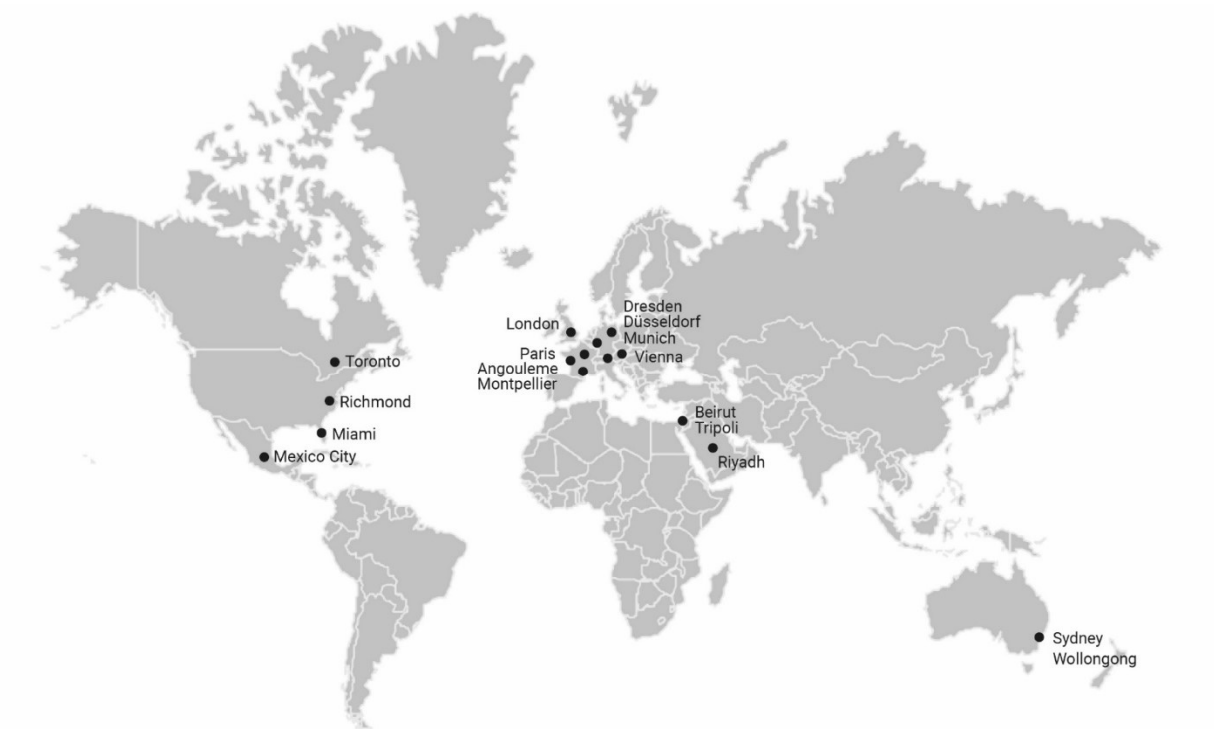 Toronto
Richmond
Miami
Mexico City
London
Paris
Angouleme
Montpellier
Dresden
Düsseldorf
Munich
Vienna
Beirut
Tripoli
Riyadh
Sydney
Wollongong